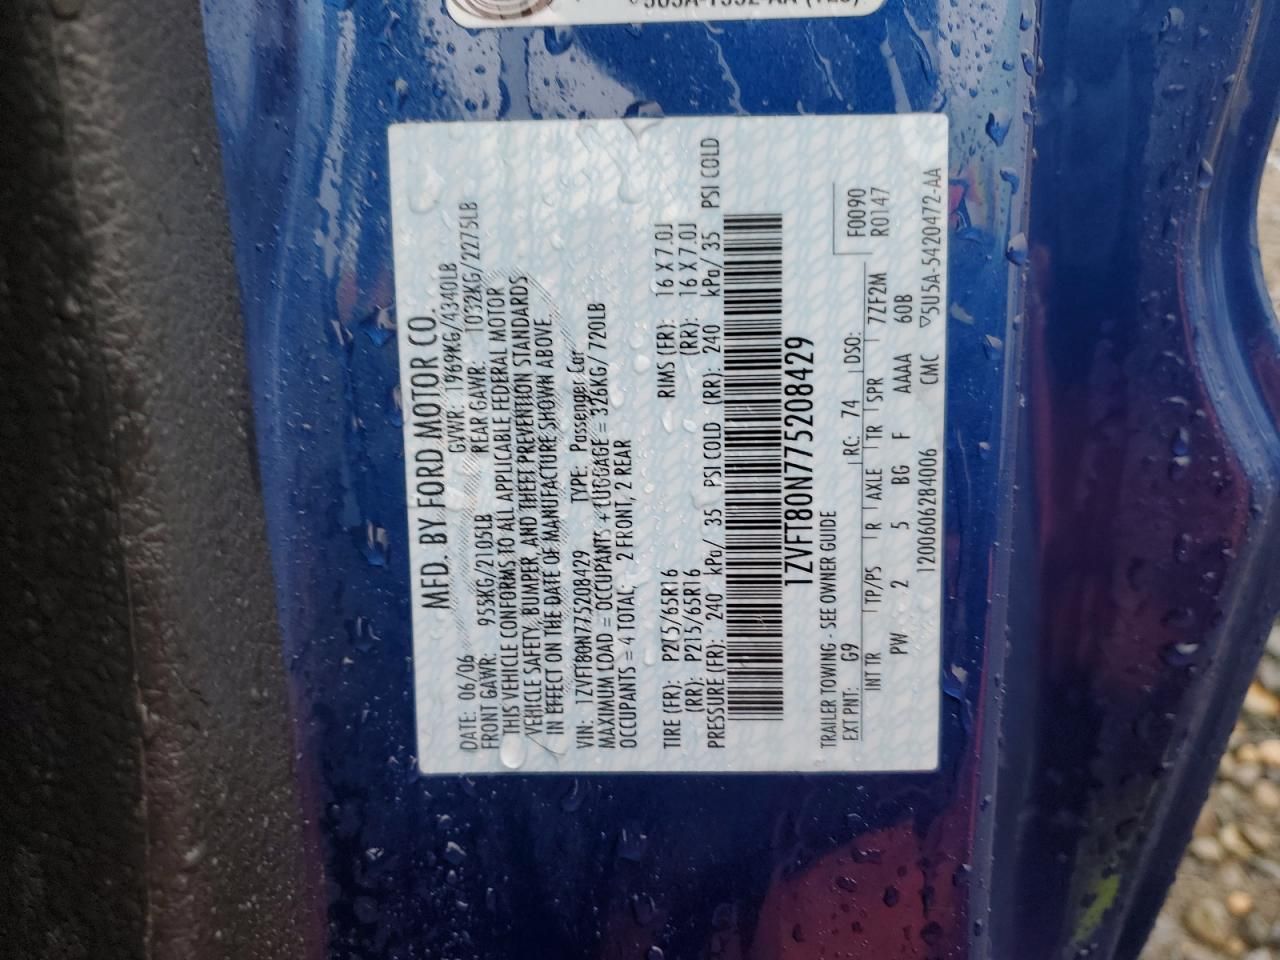 MFD. BY FORD MOTOR CO.
DATE: 06/06 GVWR: 1969KG/4340LB
FRONT GAWR: 955KG/2105LB REAR GAWR: 1032KG/2275LB
THIS VEHICLE CONFORMS TO ALL APPLICABLE FEDERAL MOTOR
VEHICLE SAFETY, BUMPER, AND THEFT PREVENTION STANDARDS
IN EFFECT ON THE DATE OF MANUFACTURE SHOWN ABOVE.
VIN: 1ZVFT80N775208429 TYPE: Passenger Car
MAXIMUM LOAD = OCCUPANTS + LUGGAGE = 326KG/720LB
OCCUPANTS = 4 TOTAL: 2 FRONT, 2 REAR
TIRE (FR): P215/65R16 RIMS (FR): 16 X 7.0J
(RR): P215/65R16 (RR): 16 X 7.0J
PRESSURE (FR): 240 kPa/ 35 PSI COLD (RR): 240 kPa/ 35 PSI COLD
1ZVFT80N775208429
TRAILER TOWING - SEE OWNER GUIDE
EXT PNT: G9 RC: 74 DSO: F0090
INT TR TP/PS R AXLE TR SPR 7ZF2M R0147
PW 2 5 BG F AAAA 60B
1200606284006 CMC ▽5U5A-5420472-AA